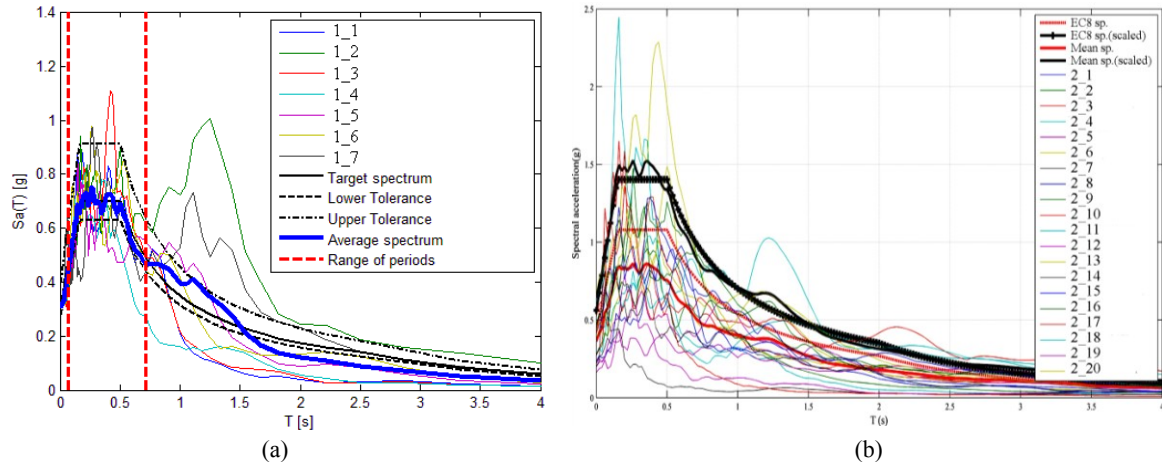 1.4
1.2
1
0.8
0.6
0.4
0.2
0
Sa(T) [g]
0 0.5 1 1.5 2 2.5 3 3.5 4
T [s]
1_1
1_2
1_3
1_4
1_5
1_6
1_7
Target spectrum
Lower Tolerance
Upper Tolerance
Average spectrum
Range of periods
(a)
2.5
2
1.5
1
0.5
0
Spectral acceleration(g)
0 0.5 1 1.5 2 2.5 3 3.5 4
T(s)
EC8 sp.
EC8 sp.(scaled)
Mean sp.
Mean sp.(scaled)
2_1
2_2
2_3
2_4
2_5
2_6
2_7
2_8
2_9
2_10
2_11
2_12
2_13
2_14
2_15
2_16
2_17
2_18
2_19
2_20
(b)